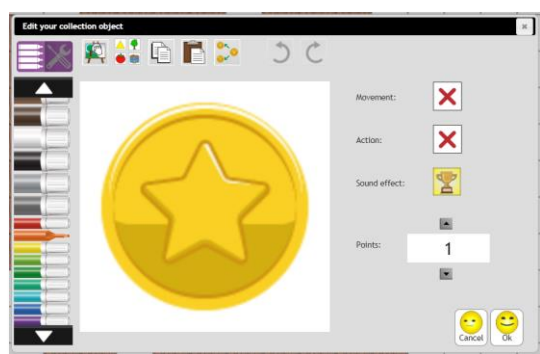 Edit your collection object
Movement:
Action:
Sound effect:
Points:
1
Cancel
Ok